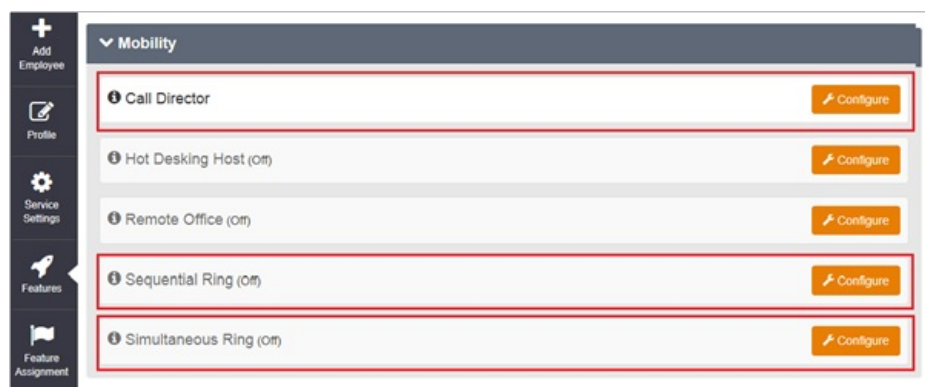 Add
Employee
Profile
Service
Settings
Features
Feature
Assignment
Mobility
Call Director
Configure
Hot Desking Host (Off)
Configure
Remote Office (Off)
Configure
Sequential Ring (Off)
Configure
Simultaneous Ring (Off)
Configure